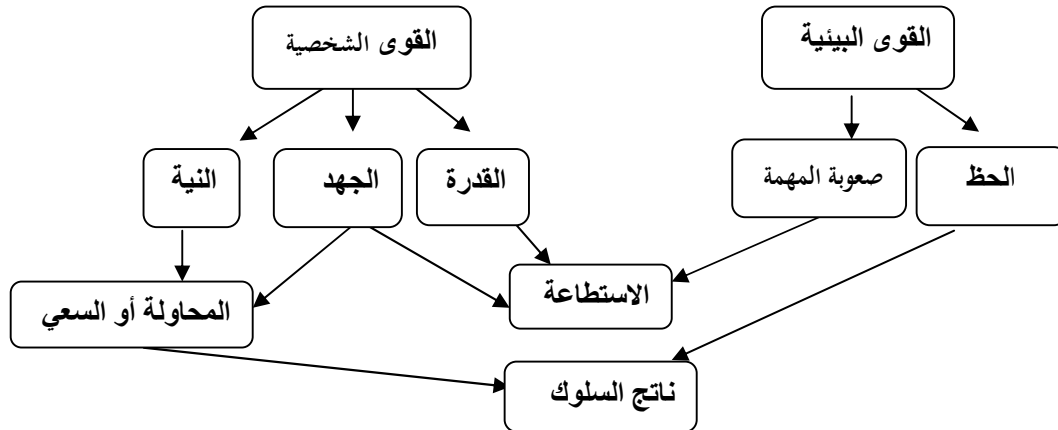 القوى البيئية
القوى الشخصية
الحظ
صعوبة المهمة
القدرة
الجهد
النية
الاستطاعة
المحاولة أو السعي
ناتج السلوك